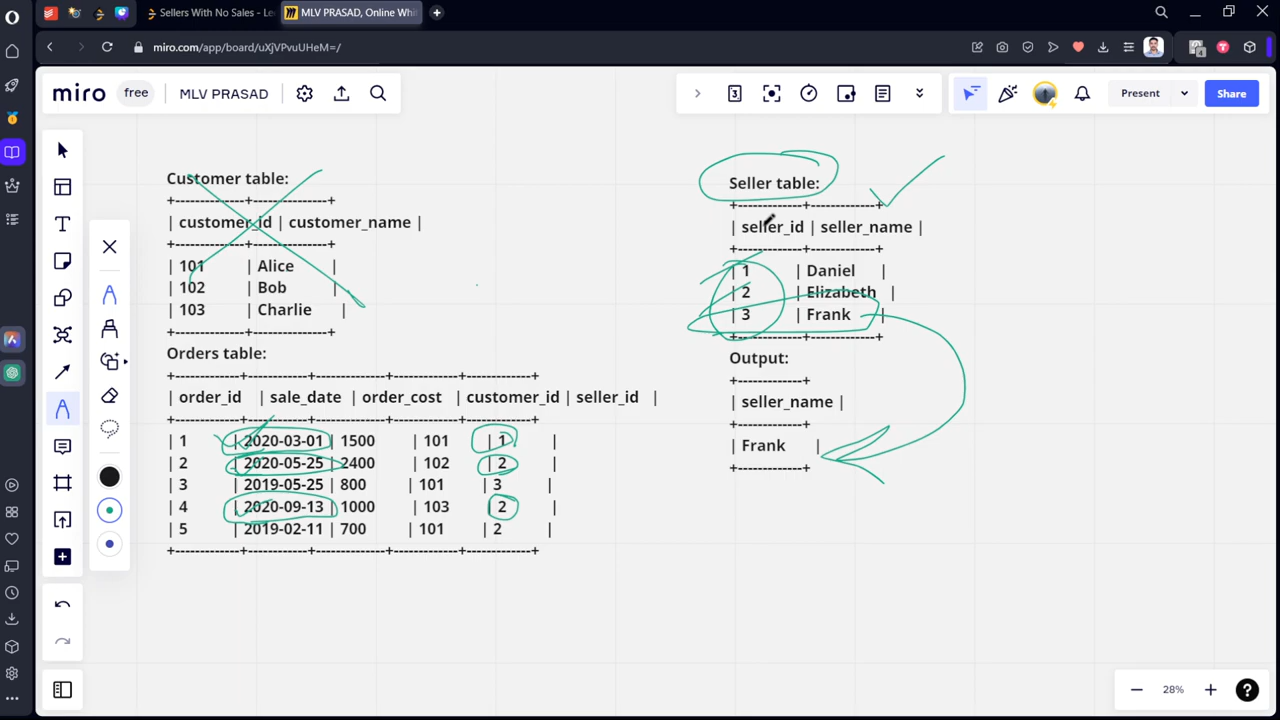 Sellers With No Sales - Le
MLV PRASAD, Online Whi
miro.com/app/board/uXjVPvuUHeM=/
4
miro
free
MLV PRASAD
3
Present
Share
Customer table:
+-------------+--------------+
| customer_id | customer_name |
+-------------+--------------+
| 101 | Alice |
| 102 | Bob |
| 103 | Charlie |
+-------------+--------------+
Orders table:
+-------------+------------+-------------+-------------+-----------+
| order_id | sale_date | order_cost | customer_id | seller_id |
+-------------+------------+-------------+-------------+-----------+
| 1 | 2020-03-01 | 1500 | 101 | 1 |
| 2 | 2020-05-25 | 2400 | 102 | 2 |
| 3 | 2019-05-25 | 800 | 101 | 3 |
| 4 | 2020-09-13 | 1000 | 103 | 2 |
| 5 | 2019-02-11 | 700 | 101 | 2 |
+-------------+------------+-------------+-------------+-----------+
Seller table:
+-------------+-------------+
| seller_id | seller_name |
+-------------+-------------+
| 1 | Daniel |
| 2 | Elizabeth |
| 3 | Frank |
+-------------+-------------+
Output:
+-------------+
| seller_name |
+-------------+
| Frank |
+-------------+
28%